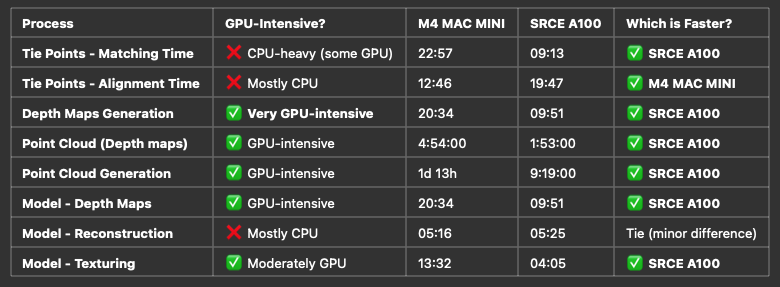 Process GPU-Intensive? M4 MAC MINI SRCE A100 Which is Faster?
Tie Points - Matching Time ❌ CPU-heavy (some GPU) 22:57 09:13 ✅ SRCE A100
Tie Points - Alignment Time ❌ Mostly CPU 12:46 19:47 ✅ M4 MAC MINI
Depth Maps Generation ✅ Very GPU-intensive 20:34 09:51 ✅ SRCE A100
Point Cloud (Depth maps) ✅ GPU-intensive 4:54:00 1:53:00 ✅ SRCE A100
Point Cloud Generation ✅ GPU-intensive 1d 13h 9:19:00 ✅ SRCE A100
Model - Depth Maps ✅ GPU-intensive 20:34 09:51 ✅ SRCE A100
Model - Reconstruction ❌ Mostly CPU 05:16 05:25 Tie (minor difference)
Model - Texturing ✅ Moderately GPU 13:32 04:05 ✅ SRCE A100